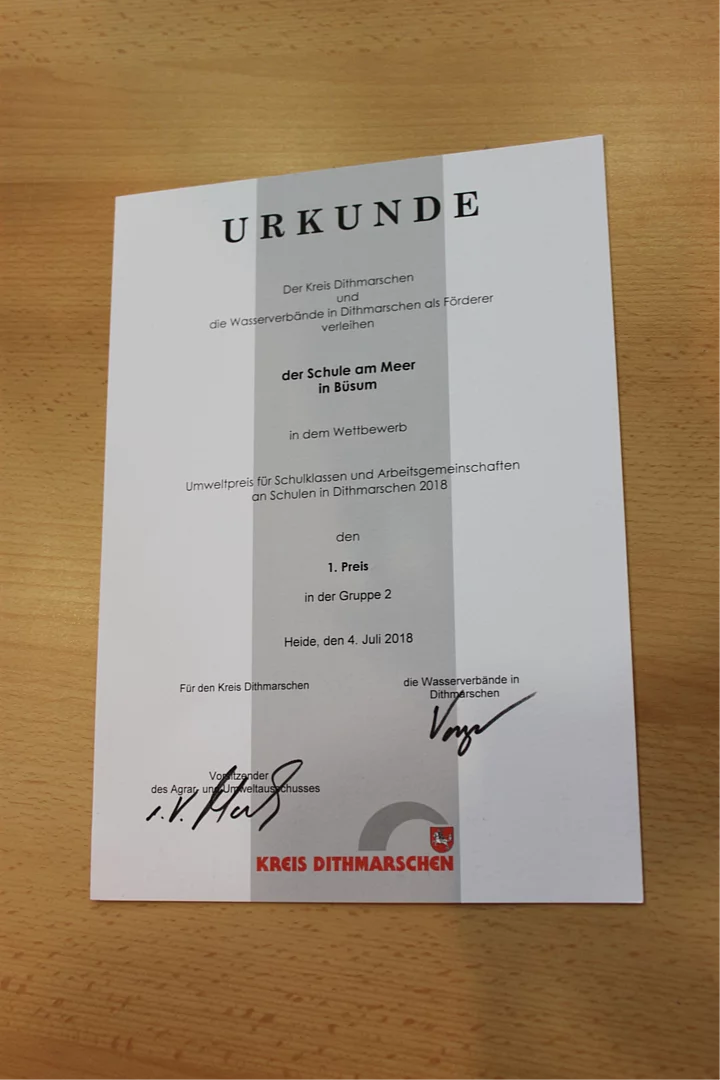 URKUNDE
Der Kreis Dithmarschen
und
die Wasserverbände in Dithmarschen als Förderer
verleihen
der Schule am Meer
in Büsum
in dem Wettbewerb
Umweltpreis für Schulklassen und Arbeitsgemeinschaften
an Schulen in Dithmarschen 2018
den
1. Preis
in der Gruppe 2
Heide, den 4. Juli 2018
Für den Kreis Dithmarschen
die Wasserverbände in
Dithmarschen
Vorsitzender
des Agrar- und Umweltausschusses
i.V.
KREIS DITHMARSCHEN